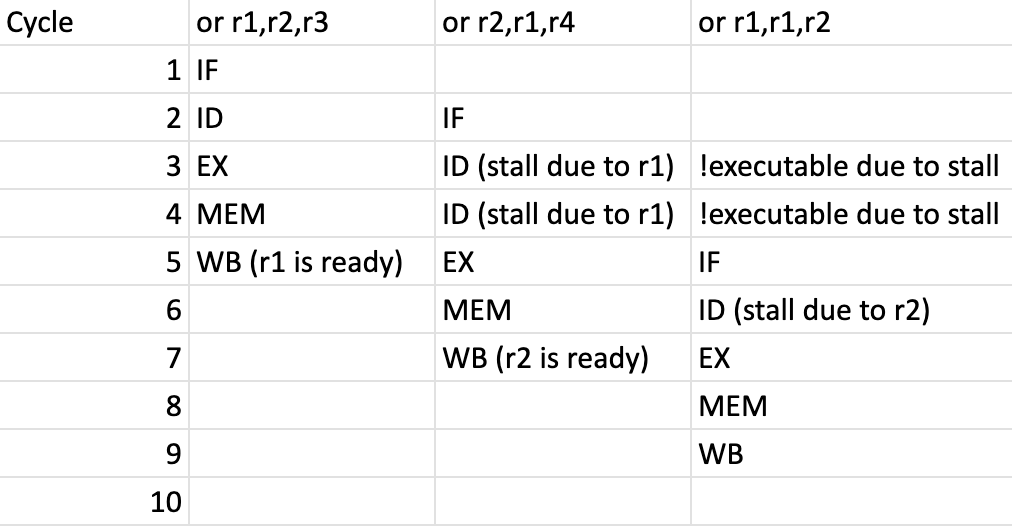 Cycle or r1,r2,r3 or r2,r1,r4 or r1,r1,r2
1 IF
2 ID IF
3 EX ID (stall due to r1) !executable due to stall
4 MEM ID (stall due to r1) !executable due to stall
5 WB (r1 is ready) EX IF
6 MEM ID (stall due to r2)
7 WB (r2 is ready) EX
8 MEM
9 WB
10